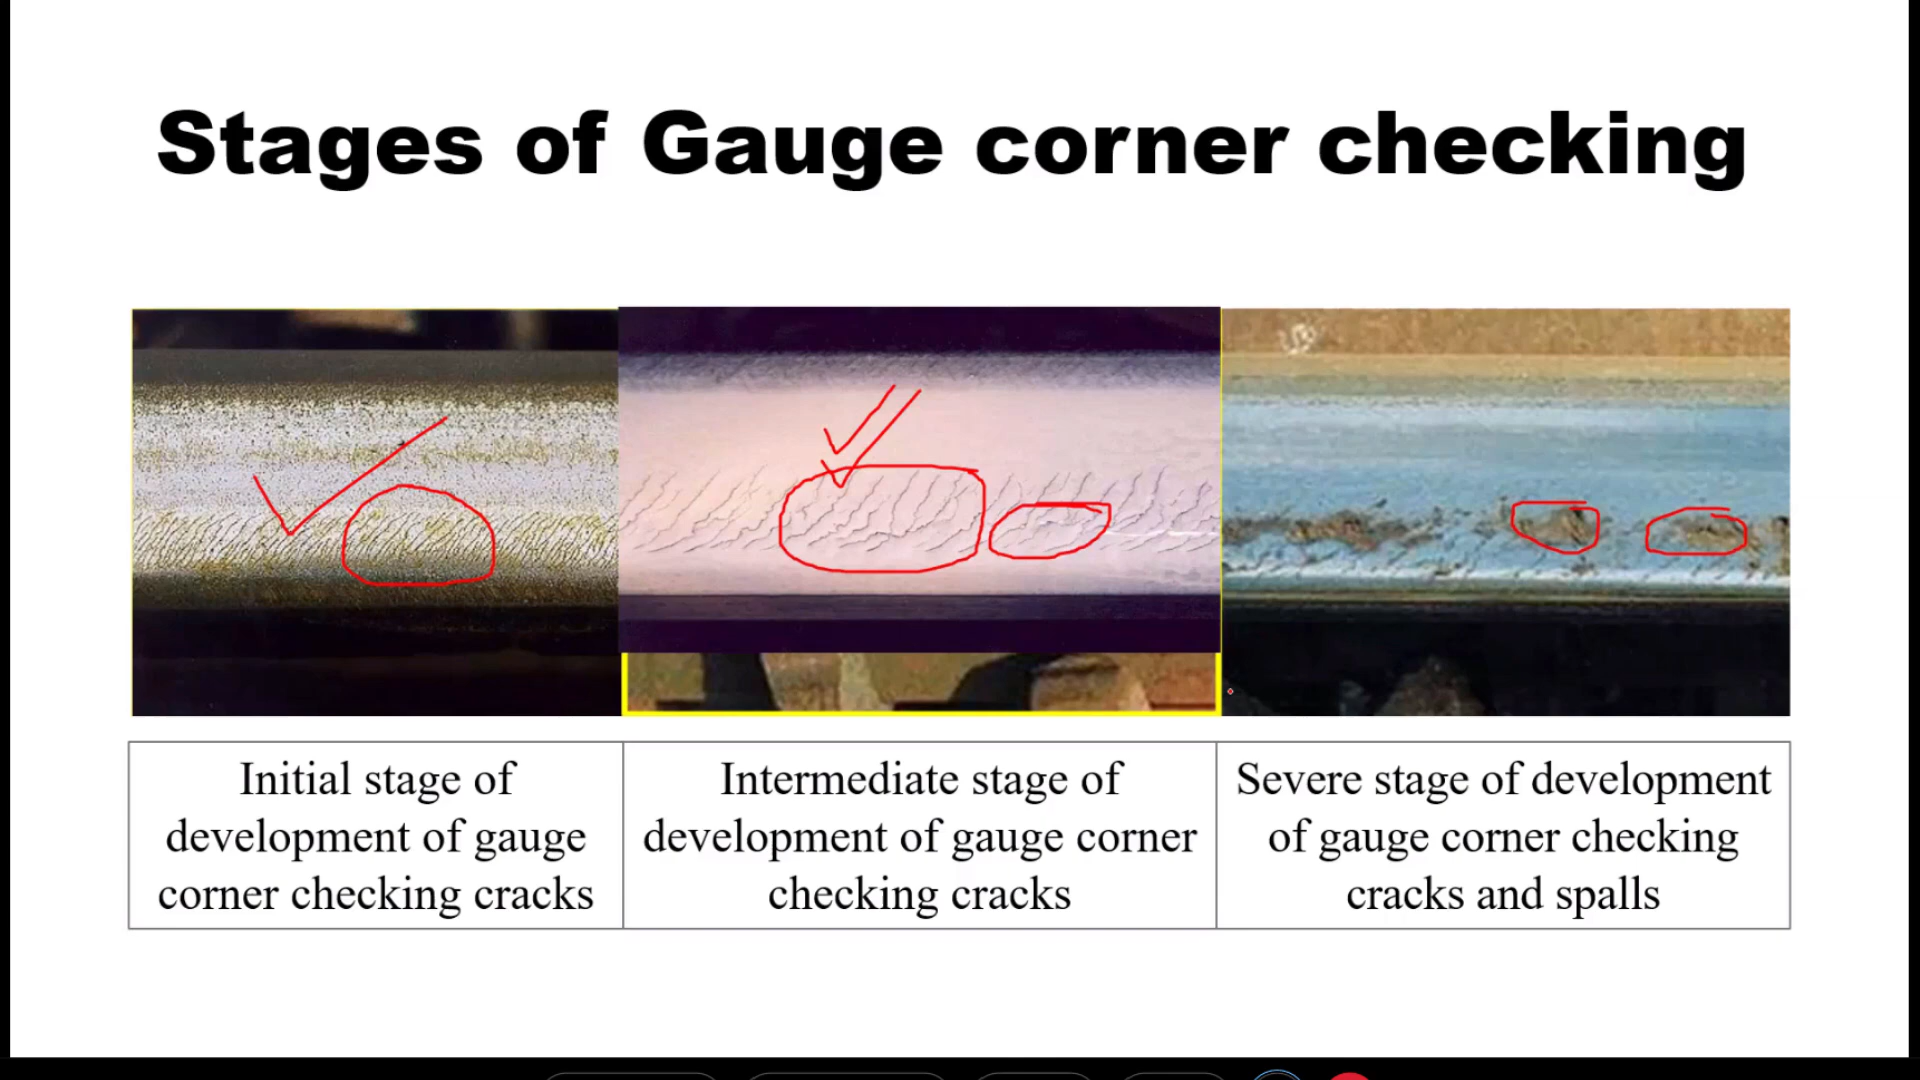 Stages of Gauge corner checking
Initial stage of
development of gauge
corner checking cracks
Intermediate stage of
development of gauge corner
checking cracks
Severe stage of development
of gauge corner checking
cracks and spalls